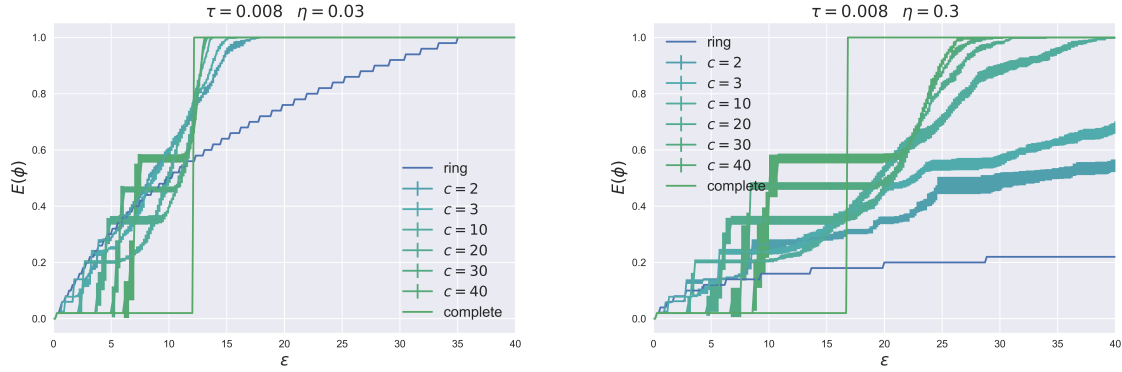 τ = 0.008 η = 0.03
E(ϕ)
1.0
0.8
0.6
0.4
0.2
0.0
ring
c = 2
c = 3
c = 10
c = 20
c = 30
c = 40
complete
0 5 10 15 20 25 30 35 40
ε
τ = 0.008 η = 0.3
E(ϕ)
1.0
0.8
0.6
0.4
0.2
0.0
ring
c = 2
c = 3
c = 10
c = 20
c = 30
c = 40
complete
0 5 10 15 20 25 30 35 40
ε